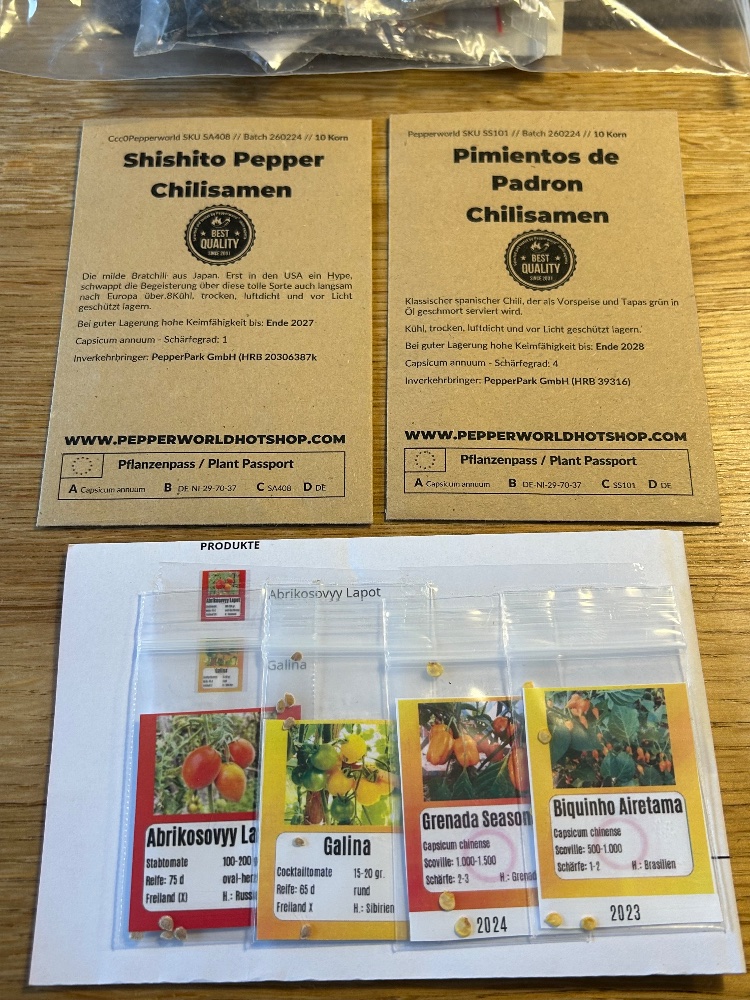 Ccc0Pepperworld SKU SA408 // Batch 260224 // 10 Korn
Shishito Pepper
Chilisamen
BEST
QUALITY
SINCE 2001
Die milde Bratchili aus Japan. Erst in den USA ein Hype,
schwappt die Begeisterung über diese tolle Sorte auch langsam
nach Europa über.8Kühl, trocken, luftdicht und vor Licht
geschützt lagern.
Bei guter Lagerung hohe Keimfähigkeit bis: Ende 2027
Capsicum annuum - Schärfegrad: 1
Inverkehrbringer: PepperPark GmbH (HRB 20306387k
WWW.PEPPERWORLDHOTSHOP.COM
Pflanzenpass / Plant Passport
A Capsicum annuum B DE-NI-29-70-37 C SA408 D DE
Pepperworld SKU SS101 // Batch 260224 // 10 Korn
Pimientos de
Padron
Chilisamen
BEST
QUALITY
SINCE 2001
Klassischer spanischer Chili, der als Vorspeise und Tapas grün in
Öl geschmort serviert wird.
Kühl, trocken, luftdicht und vor Licht geschützt lagern.
Bei guter Lagerung hohe Keimfähigkeit bis: Ende 2028
Capsicum annuum - Schärfegrad: 4
Inverkehrbringer: PepperPark GmbH (HRB 39316)
WWW.PEPPERWORLDHOTSHOP.COM
Pflanzenpass / Plant Passport
A Capsicum annuum B DE-NI-29-70-37 C SS101 D DE
PRODUKTE
Abrikosovyy Lapot
Abrikosovyy Lapot
Galina
Galina
Abrikosovyy La
Stabtomate 100-200 g
Reife: 75 d oval-herz
Freiland (X) H.: Russl
Galina
Cocktailtomate 15-20 gr.
Reife: 65 d rund
Freiland X H.: Sibirien
Grenada Season
Capsicum chinense
Scoville: 1.000-1.500
Schärfe: 2-3 H.: Grenad
2024
Biquinho Airetama
Capsicum chinense
Scoville: 500-1.000
Schärfe: 1-2 H.: Brasilien
2023